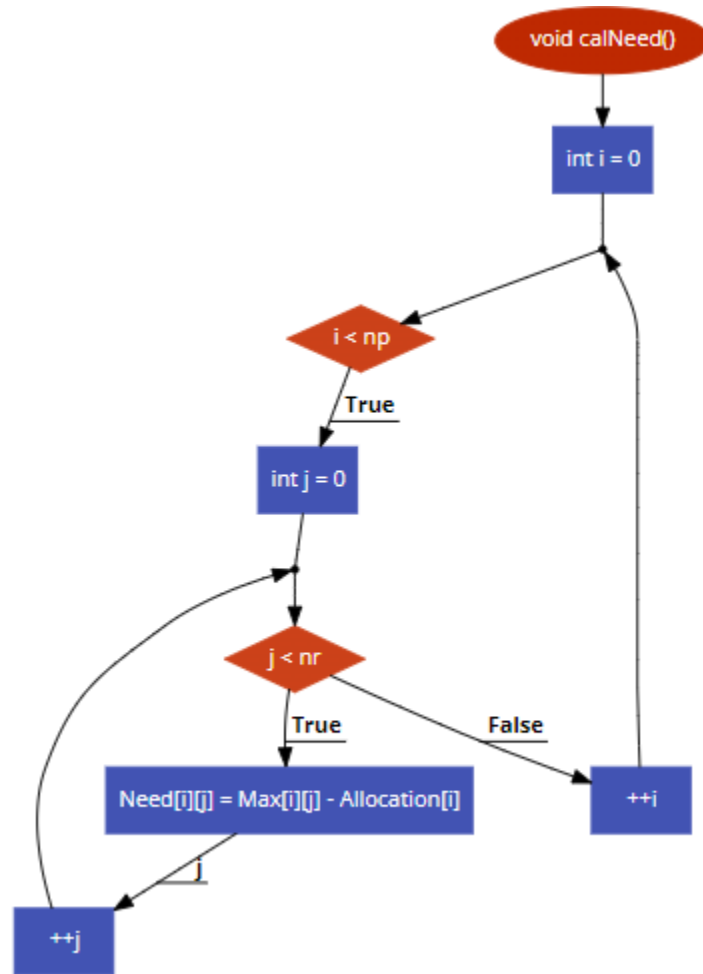 void calNeed()
int i = 0
i < np
True
int j = 0
j < nr
True
False
Need[i][j] = Max[i][j] - Allocation[i]
++i
j
++j